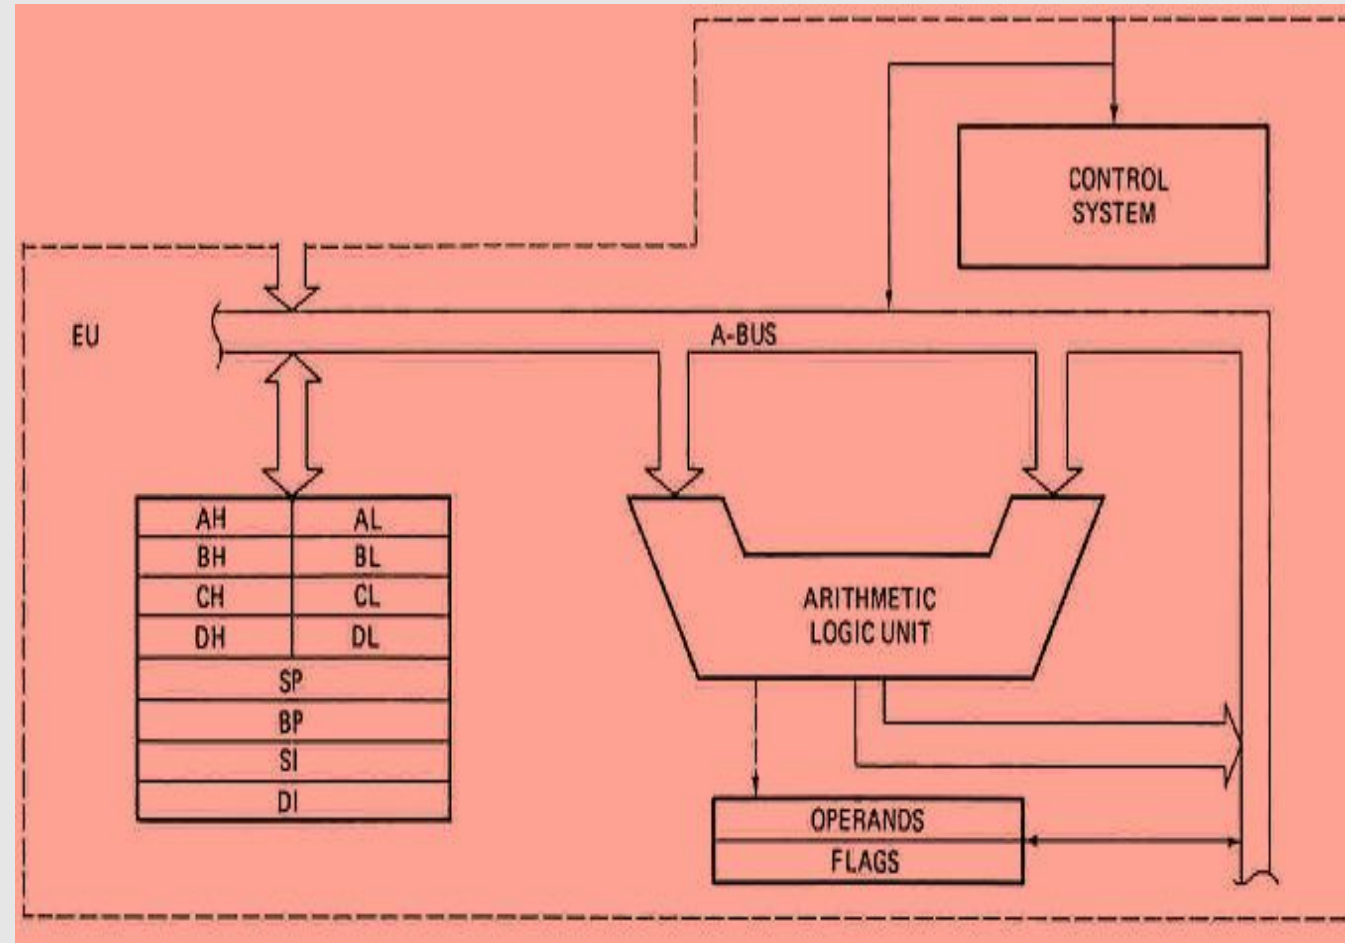 CONTROL
SYSTEM
EU
A-BUS
AH AL
BH BL
CH CL
DH DL
SP
BP
SI
DI
ARITHMETIC
LOGIC UNIT
OPERANDS
FLAGS